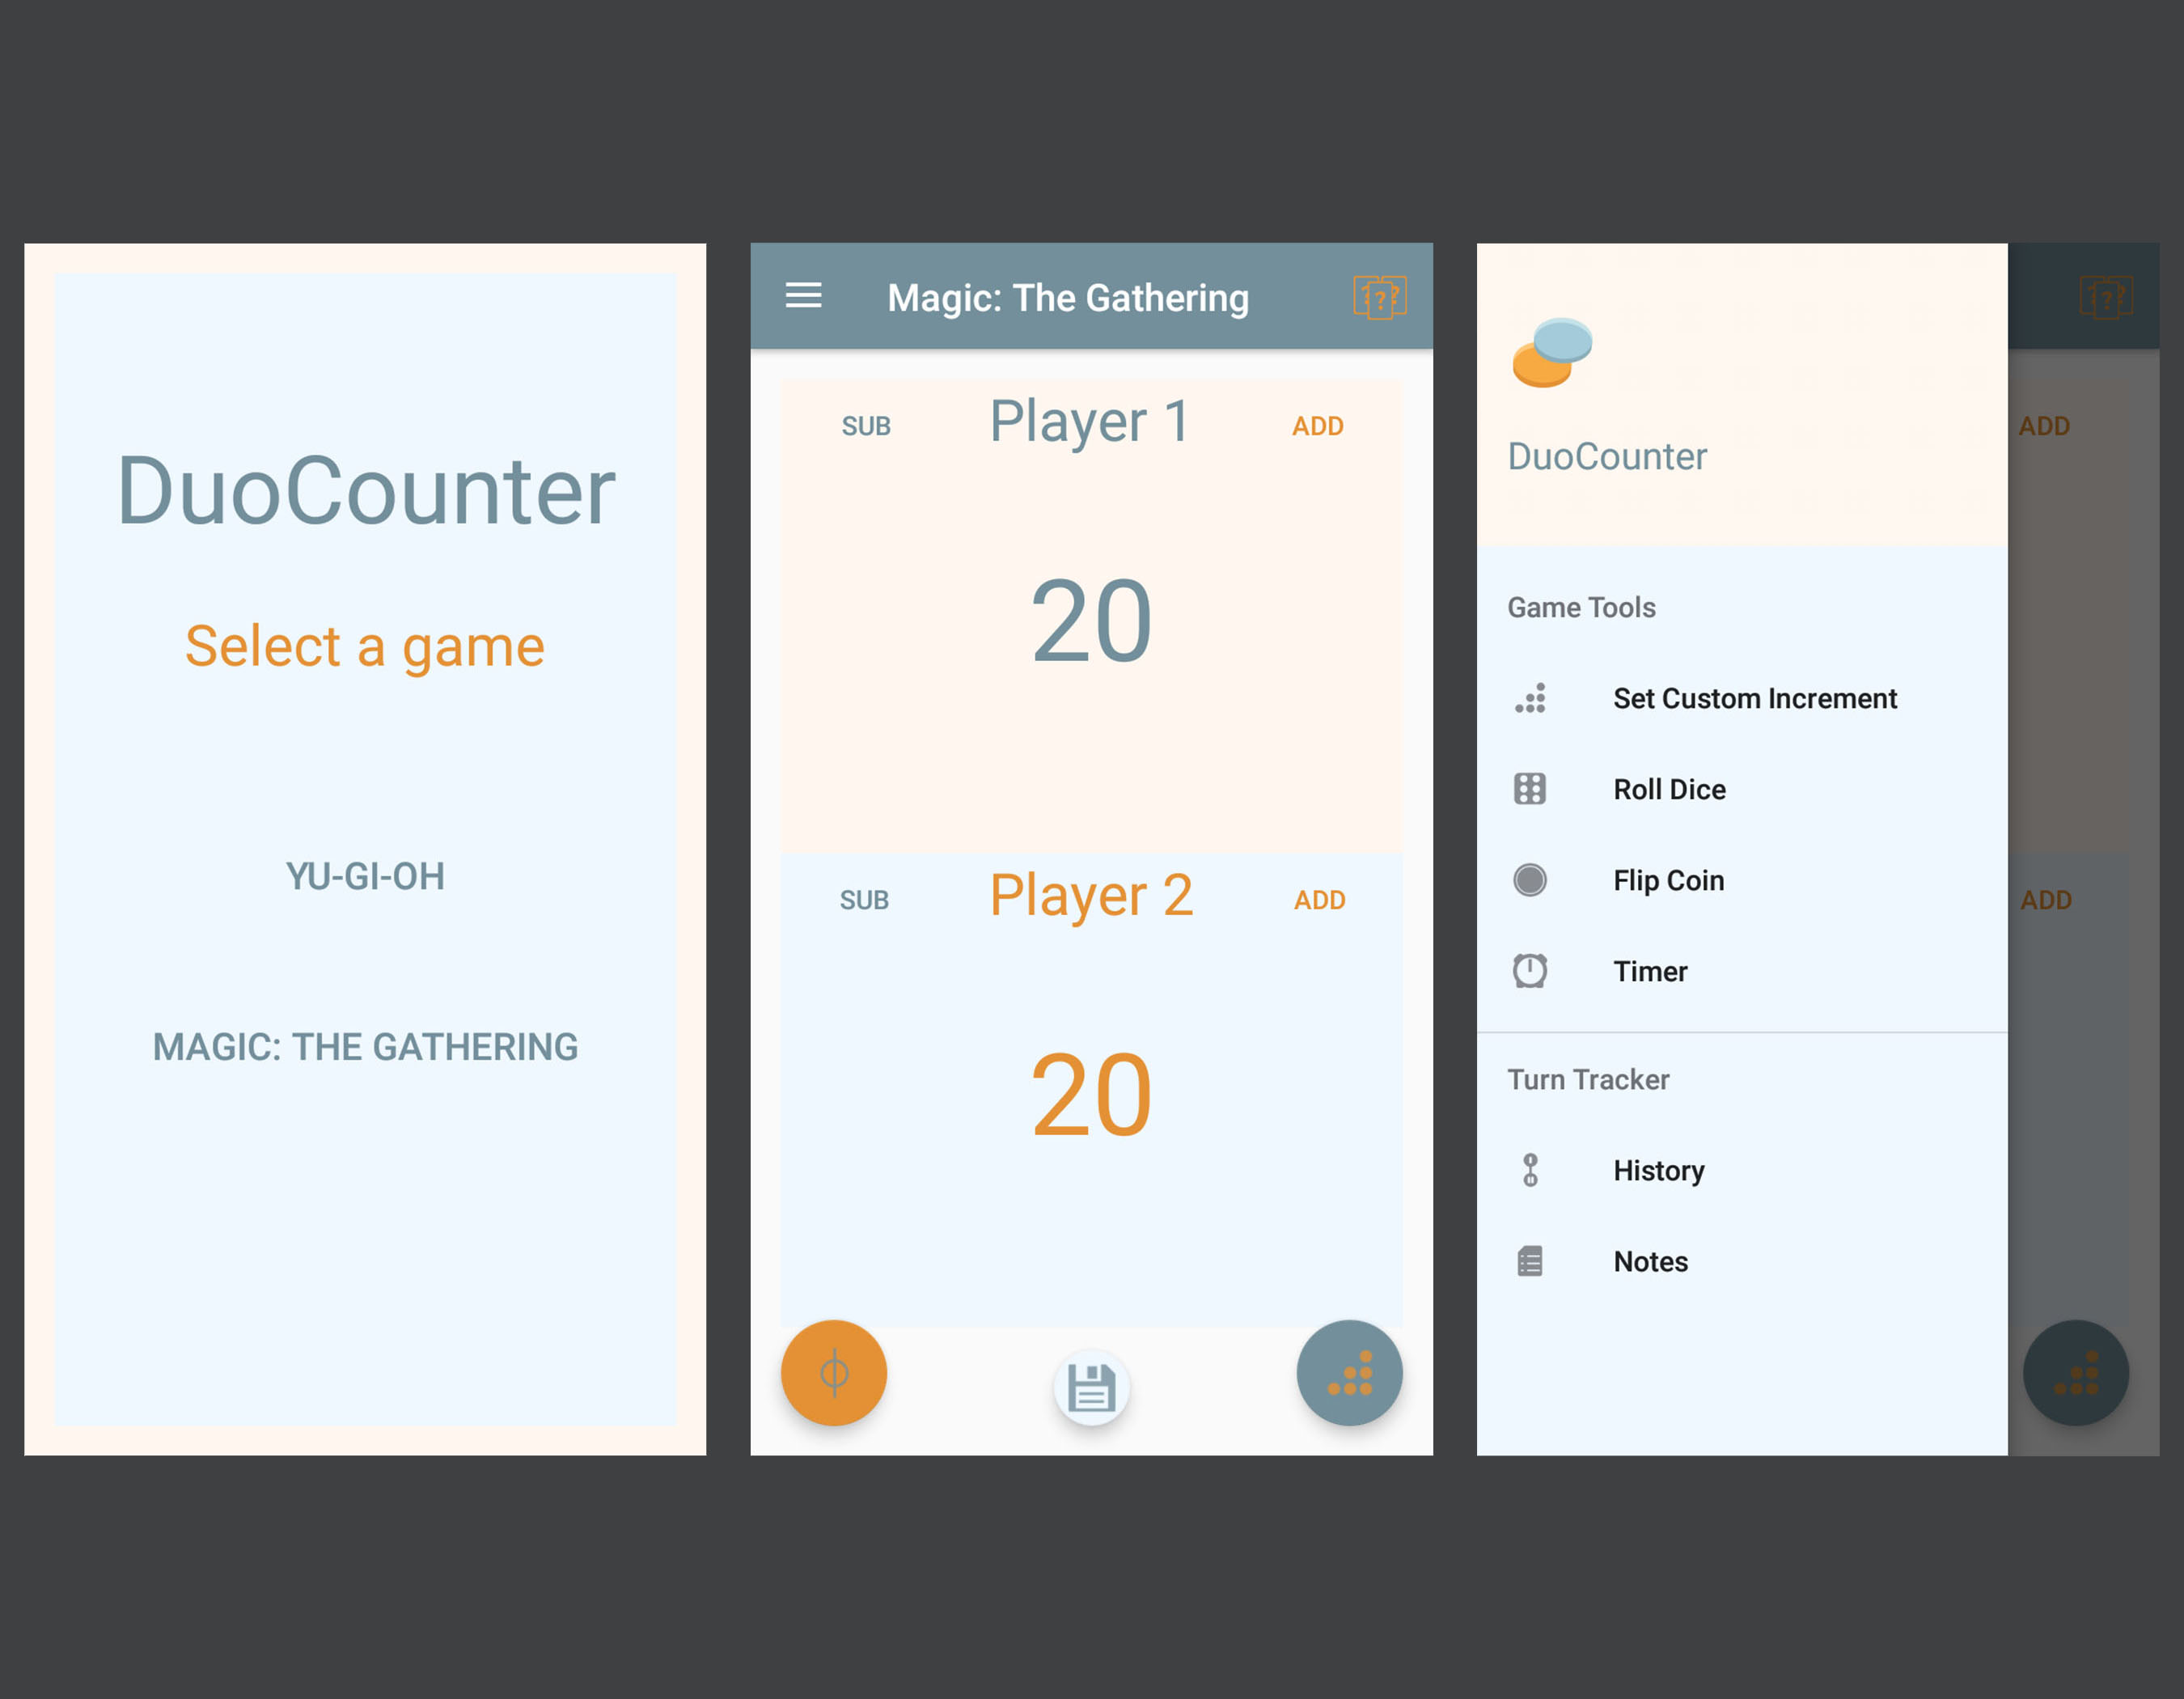 DuoCounter
Select a game
YU-GI-OH
MAGIC: THE GATHERING
Magic: The Gathering
? ? ?
SUB Player 1 ADD
20
SUB Player 2 ADD
20
DuoCounter
Game Tools
Set Custom Increment
Roll Dice
Flip Coin
Timer
Turn Tracker
History
Notes
? ? ?
ADD
ADD